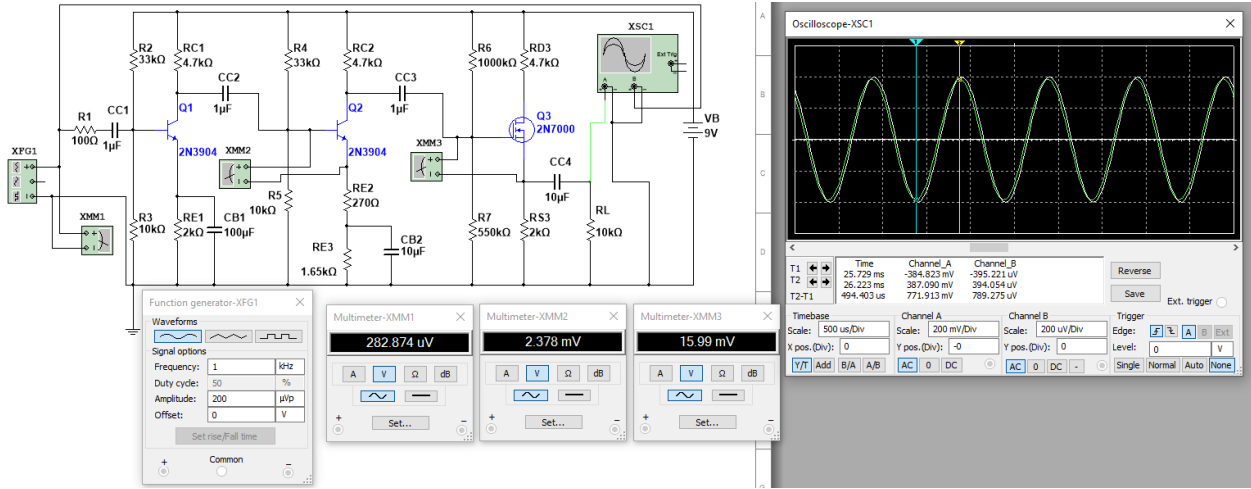 XSC1
Ext Trig
A
B
R2
33kΩ
RC1
4.7kΩ
R4
33kΩ
RC2
4.7kΩ
R6
1000kΩ
RD3
4.7kΩ
CC2
1µF
CC3
1µF
Q1
2N3904
Q2
2N3904
Q3
2N7000
VB
9V
R1
100Ω
CC1
1µF
XFG1
XMM2
XMM3
XMM1
CC4
10µF
R5
10kΩ
RE2
270Ω
R3
10kΩ
RE1
2kΩ
CB1
100µF
RE3
1.65kΩ
CB2
10µF
R7
550kΩ
RS3
2kΩ
RL
10kΩ
A
B
C
D
Function generator-XFG1
Waveforms
Signal options
Frequency: 1 kHz
Duty cycle: 50 %
Amplitude: 200 µVp
Offset: 0 V
Set rise/Fall time
+ Common −
Multimeter-XMM1
282.874 uV
A V Ω dB
Set...
+ −
Multimeter-XMM2
2.378 mV
A V Ω dB
Set...
+ −
Multimeter-XMM3
15.99 mV
A V Ω dB
Set...
+ −
Oscilloscope-XSC1
1 2
Time Channel_A Channel_B
T1 25.729 ms -384.823 mV -395.221 uV
T2 26.223 ms 387.090 mV 394.054 uV
T2-T1 494.403 us 771.913 mV 789.275 uV
Reverse
Save
Ext. trigger
Timebase
Scale: 500 us/Div
X pos.(Div): 0
Y/T Add B/A A/B
Channel A
Scale: 200 mV/Div
Y pos.(Div): -0
AC 0 DC
Channel B
Scale: 200 uV/Div
Y pos.(Div): 0
AC 0 DC -
Trigger
Edge: A B Ext
Level: 0 V
Single Normal Auto None